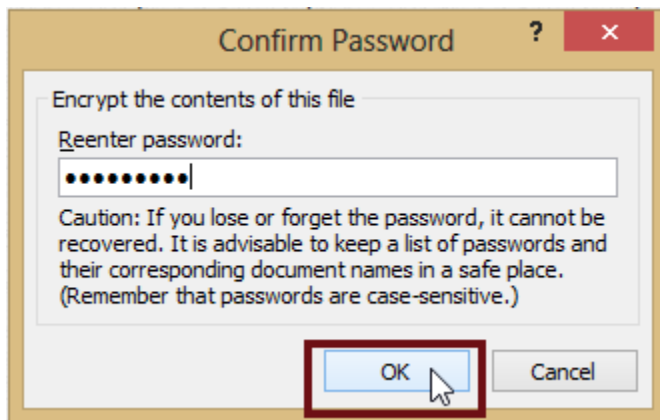 Confirm Password
?
×
Encrypt the contents of this file
Reenter password:
●●●●●●●●●
Caution: If you lose or forget the password, it cannot be
recovered. It is advisable to keep a list of passwords and
their corresponding document names in a safe place.
(Remember that passwords are case-sensitive.)
OK
Cancel